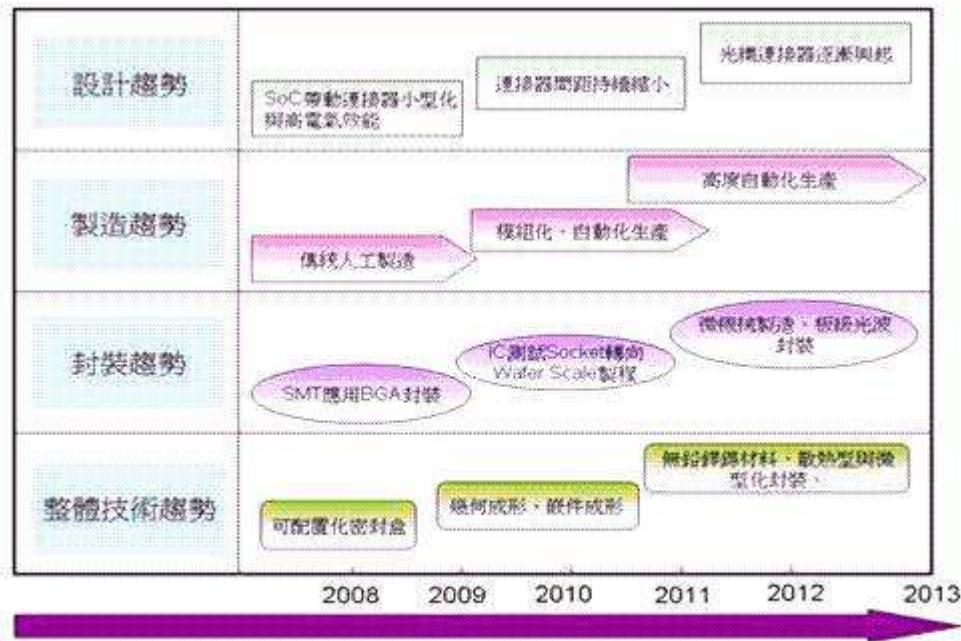 設計趨勢
SoC帶動連接器小型化
與高電氣效能
連接器間距持續縮小
光纖連接器逐漸興起
製造趨勢
傳統人工製造
模組化、自動化生產
高度自動化生產
封裝趨勢
SMT應用BGA封裝
IC測試Socket轉向
Wafer Scale製程
微機械製造、板級光波
封裝
整體技術趨勢
可配置化密封盒
幾何成形、嵌件成形
無鉛銲錫材料、散熱型與微
型化封裝、
2008 2009 2010 2011 2012 2013